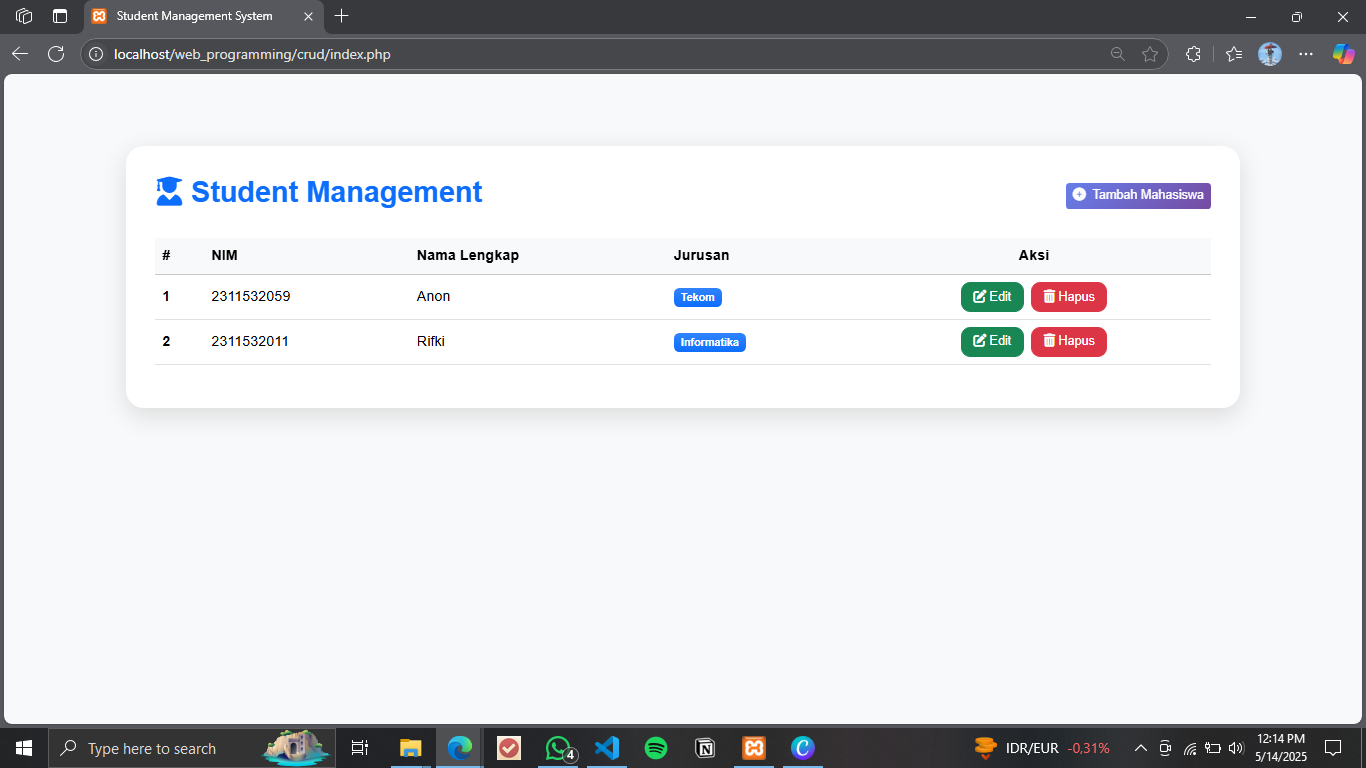 Student Management System
localhost/web_programming/crud/index.php
Student Management
Tambah Mahasiswa
# NIM Nama Lengkap Jurusan Aksi
1 2311532059 Anon Tekom Edit Hapus
2 2311532011 Rifki Informatika Edit Hapus
Type here to search
4
IDR/EUR -0,31%
12:14 PM
5/14/2025